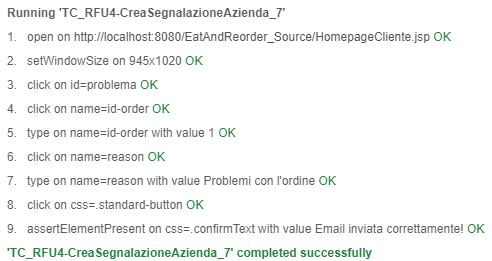 Running 'TC_RFU4-CreaSegnalazioneAzienda_7'
1. open on http://localhost:8080/EatAndReorder_Source/HomepageCliente.jsp OK
2. setWindowSize on 945x1020 OK
3. click on id=problema OK
4. click on name=id-order OK
5. type on name=id-order with value 1 OK
6. click on name=reason OK
7. type on name=reason with value Problemi con l'ordine OK
8. click on css=.standard-button OK
9. assertElementPresent on css=.confirmText with value Email inviata correttamente! OK
'TC_RFU4-CreaSegnalazioneAzienda_7' completed successfully